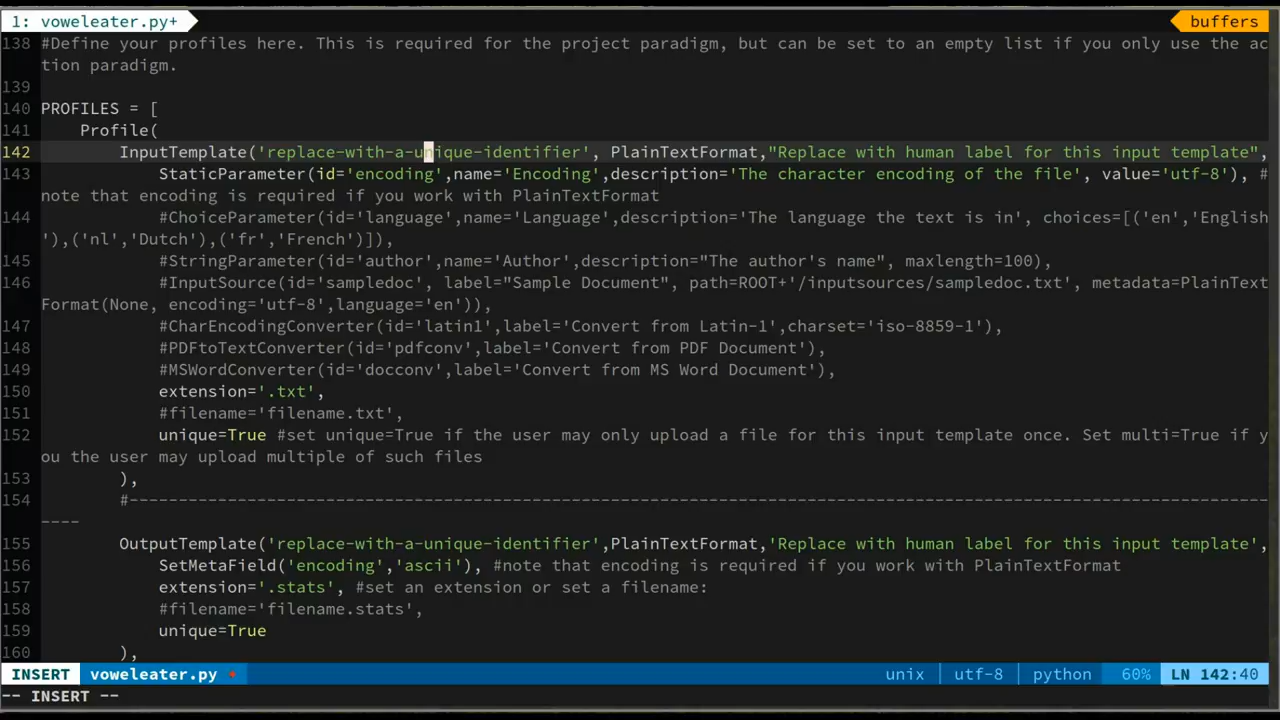 1: voweleater.py+
buffers
138 #Define your profiles here. This is required for the project paradigm, but can be set to an empty list if you only use the ac
tion paradigm.
139
140 PROFILES = [
141     Profile(
142         InputTemplate('replace-with-a-unique-identifier', PlainTextFormat,"Replace with human label for this input template",
143             StaticParameter(id='encoding',name='Encoding',description='The character encoding of the file', value='utf-8'), #
note that encoding is required if you work with PlainTextFormat
144             #ChoiceParameter(id='language',name='Language',description='The language the text is in', choices=[('en','English
'),('nl','Dutch'),('fr','French')]),
145             #StringParameter(id='author',name='Author',description="The author's name", maxlength=100),
146             #InputSource(id='sampledoc', label="Sample Document", path=ROOT+'/inputsources/sampledoc.txt', metadata=PlainText
Format(None, encoding='utf-8',language='en')),
147             #CharEncodingConverter(id='latin1',label='Convert from Latin-1',charset='iso-8859-1'),
148             #PDFtoTextConverter(id='pdfconv',label='Convert from PDF Document'),
149             #MSWordConverter(id='docconv',label='Convert from MS Word Document'),
150             extension='.txt',
151             #filename='filename.txt',
152             unique=True #set unique=True if the user may only upload a file for this input template once. Set multi=True if y
ou the user may upload multiple of such files
153         ),
154         #--------------------------------------------------------------------------------------------------------------------
----
155         OutputTemplate('replace-with-a-unique-identifier',PlainTextFormat,'Replace with human label for this input template',
156             SetMetaField('encoding','ascii'), #note that encoding is required if you work with PlainTextFormat
157             extension='.stats', #set an extension or set a filename:
158             #filename='filename.stats',
159             unique=True
160         ),
INSERT voweleater.py • unix utf-8 python 60% LN 142:40
-- INSERT --